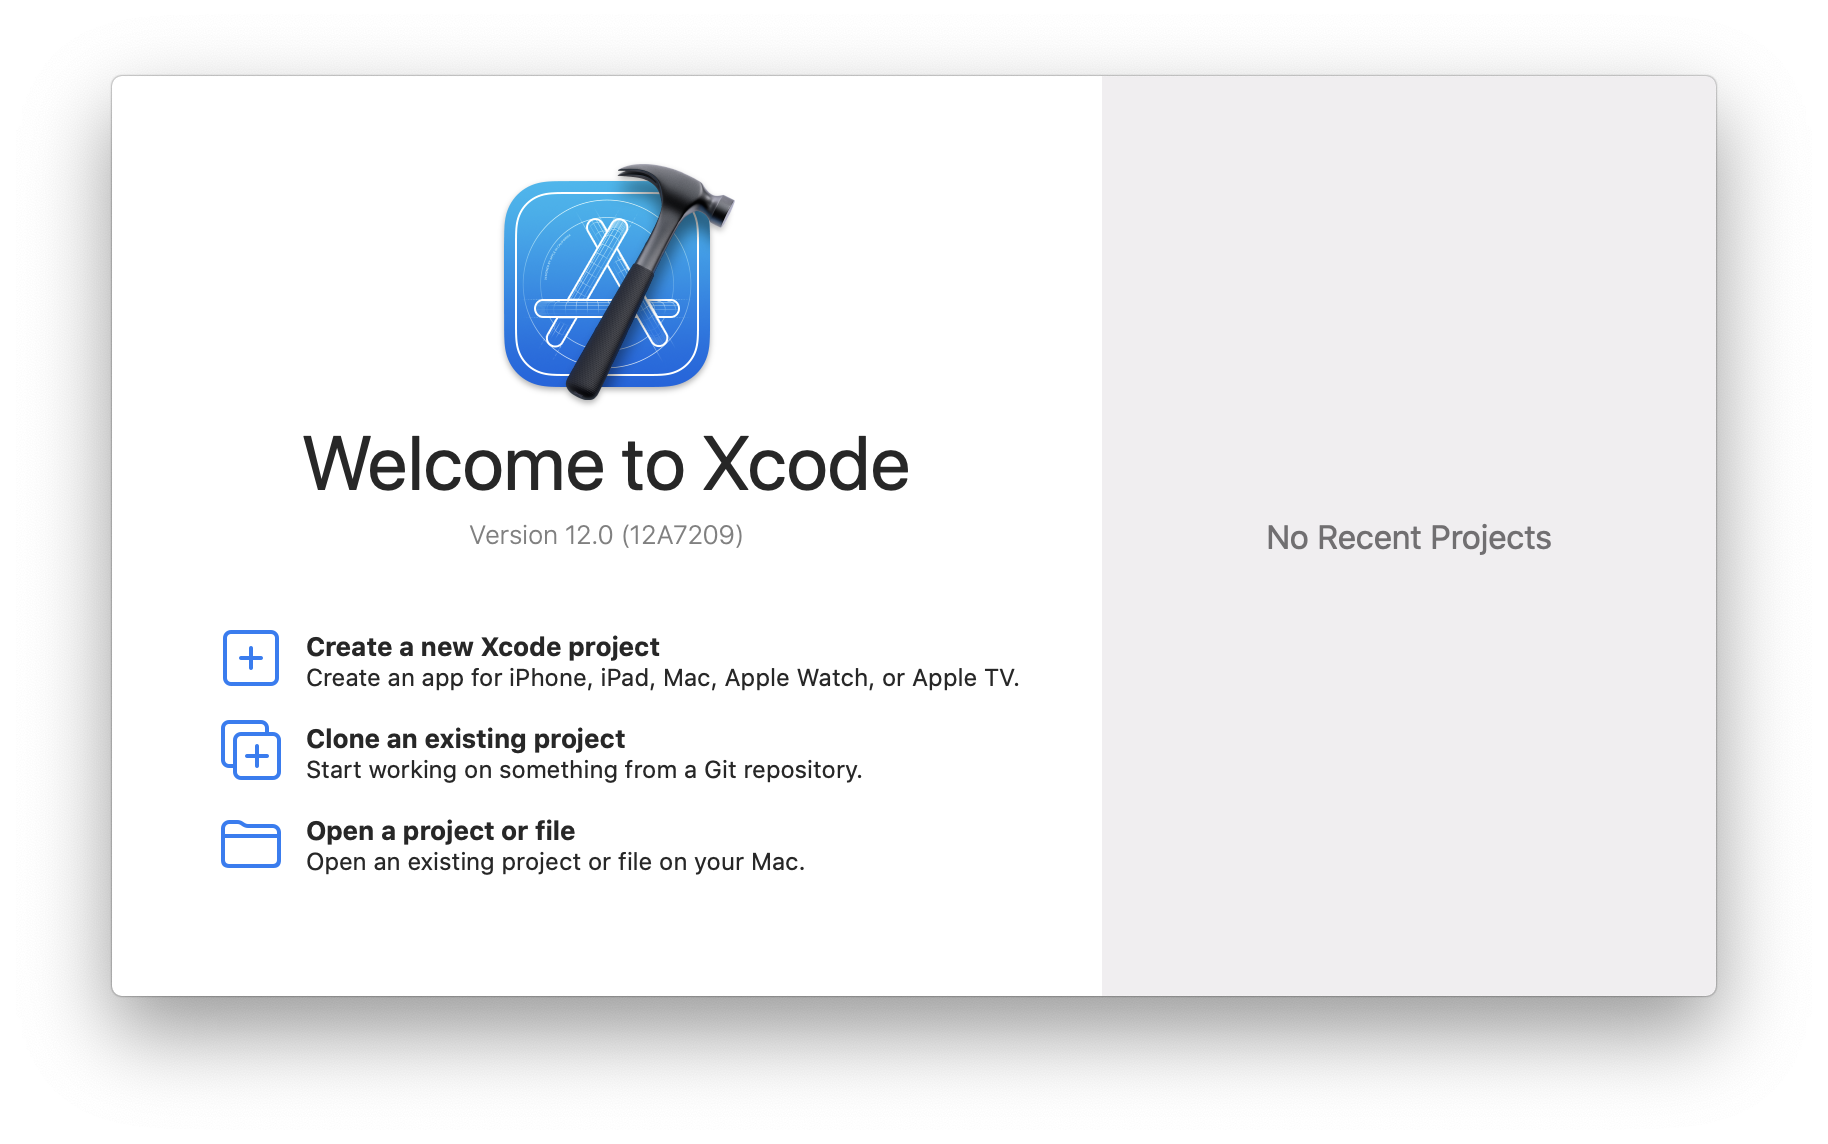 Welcome to Xcode
Version 12.0 (12A7209)
Create a new Xcode project
Create an app for iPhone, iPad, Mac, Apple Watch, or Apple TV.
Clone an existing project
Start working on something from a Git repository.
Open a project or file
Open an existing project or file on your Mac.
No Recent Projects